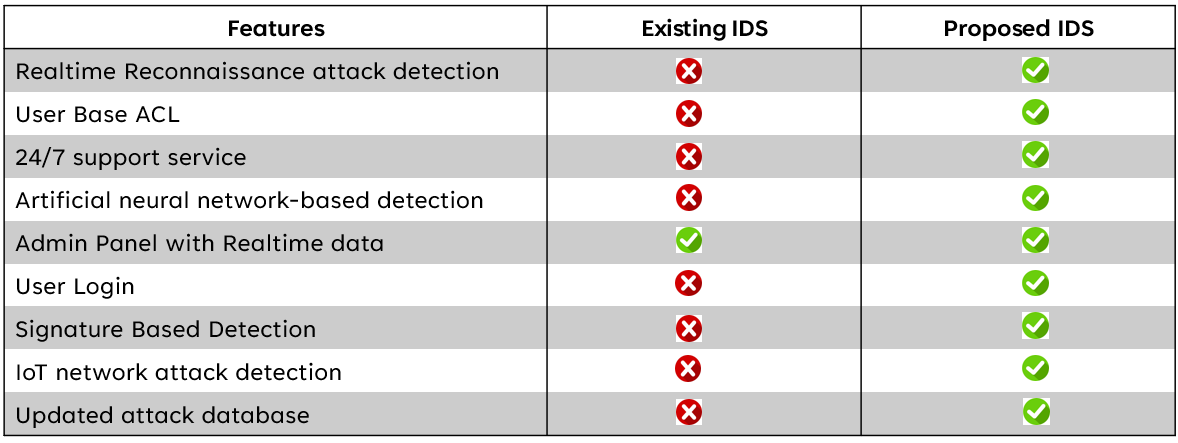 Features Existing IDS Proposed IDS
Realtime Reconnaissance attack detection
User Base ACL
24/7 support service
Artificial neural network-based detection
Admin Panel with Realtime data
User Login
Signature Based Detection
IoT network attack detection
Updated attack database